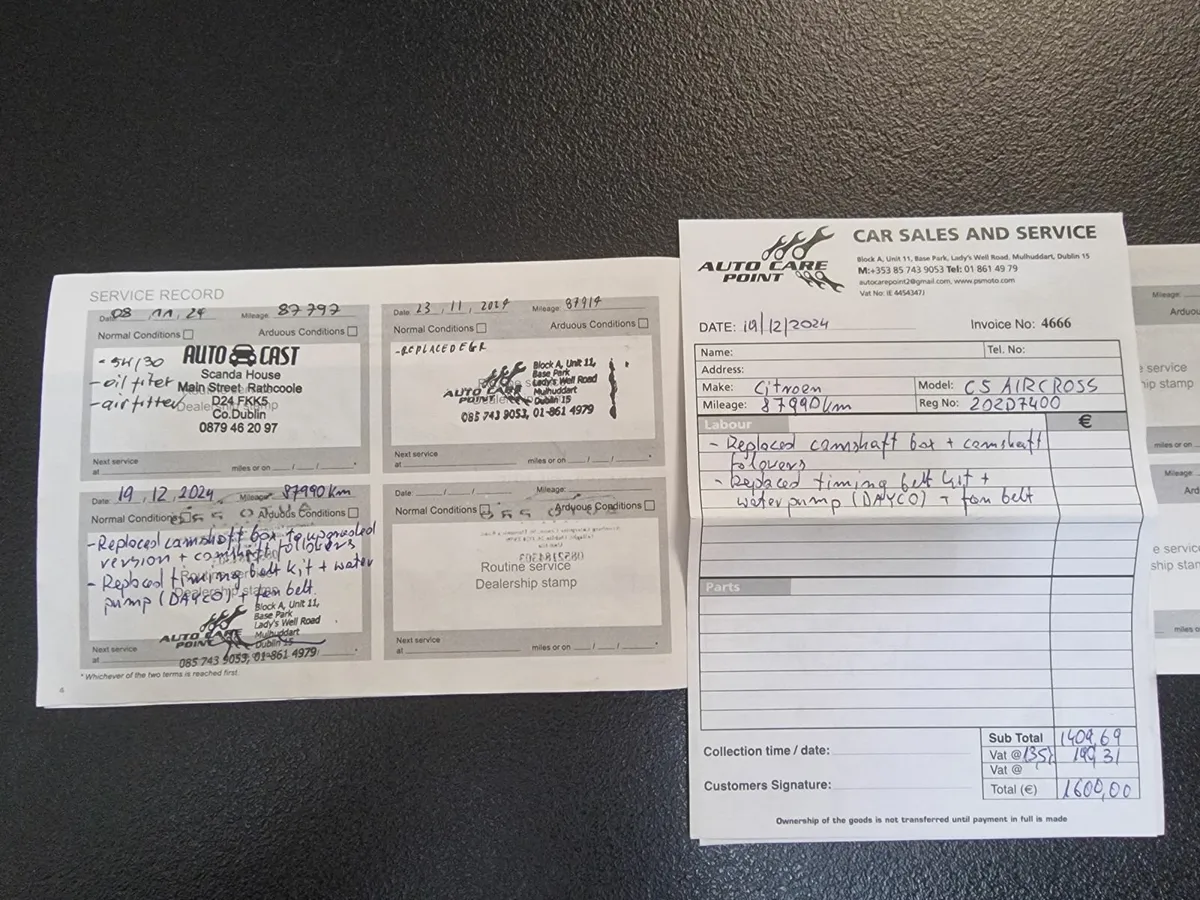 SERVICE RECORD
Date: 08 11 24 Mileage: 87797
Normal Conditions Arduous Conditions
- 5W/30
- oil filter
- air filter
AUTO CAST
Scanda House
Main Street Rathcoole
D24 FKK5
Co.Dublin
0879 46 20 97
Dealership stamp
Next service
at miles or on / / *
Date: 23, 11, 2024 Mileage: 87914
Normal Conditions Arduous Conditions
- REPLACED EGR
AUTO CARE
POINT
Block A, Unit 11,
Base Park
Lady's Well Road
Mulhuddart
Dublin 15
085 743 9053, 01-861 4979
Next service
at miles or on / / *
Date: 19, 12, 2024 Mileage: 87990 km
Normal Conditions Arduous Conditions
- Replaced camshaft box to upgraded
version + camshaft followers
- Replaced timing belt kit + water
pump (DAYCO) + fan belt.
AUTO CARE
POINT
Block A, Unit 11,
Base Park
Lady's Well Road
Mulhuddart
Dublin 15
085 743 9053, 01-861 4979
Next service
at
* Whichever of the two terms is reached first.
Date: / / Mileage:
Normal Conditions Arduous Conditions
Routine service
Dealership stamp
Next service
at miles or on / / *
AUTO CARE
POINT
CAR SALES AND SERVICE
Block A, Unit 11, Base Park, Lady's Well Road, Mulhuddart, Dublin 15
M:+353 85 743 9053 Tel: 01 861 49 79
autocarepoint2@gmail.com, www.psmoto.com
Vat No: IE 4454347J
DATE: 19/12/2024 Invoice No: 4666
Name: Tel. No:
Address:
Make: Citroen Model: C5 AIRCROSS
Mileage: 87990km Reg No: 202D7400
Labour €
- Replaced camshaft box + camshaft
folovers
- Replaced timing belt kit +
water pump (DAYCO) + fan belt
Parts
Sub Total 1409,69
Vat @ 13,5% 190,31
Vat @
Total (€) 1600,00
Collection time / date:
Customers Signature:
Ownership of the goods is not transferred until payment in full is made
Mileage: